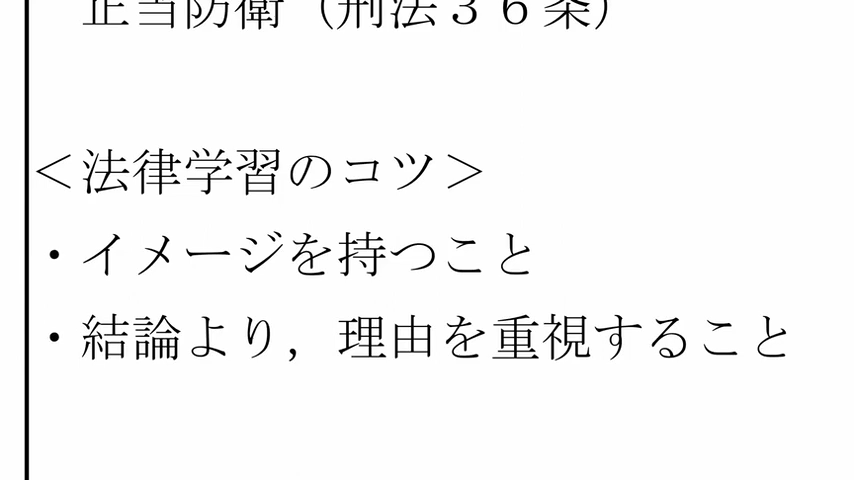 正当防衛（刑法３６条）
＜法律学習のコツ＞
・イメージを持つこと
・結論より，理由を重視すること